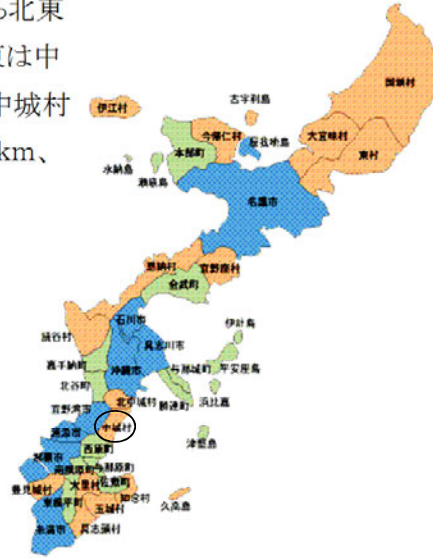 ら北東
は中
中城村
km、
国頭村
古宇利島
伊江村
今帰仁村
大宜味村
屋我地島
東村
本部町
水納島
瀬底島
名護市
恩納村
宜野座村
金武町
石川市
読谷村
伊計島
具志川市
嘉手納町
沖縄市
与那城町
平安座島
北谷町
北中城村
勝連町
浜比嘉
宜野湾市
中城村
浦添市
津堅島
西原町
那覇市
与那原町
南風原町
豊見城村
大里村
佐敷町
知念村
東風平町
玉城村
久高島
糸満市
具志頭村